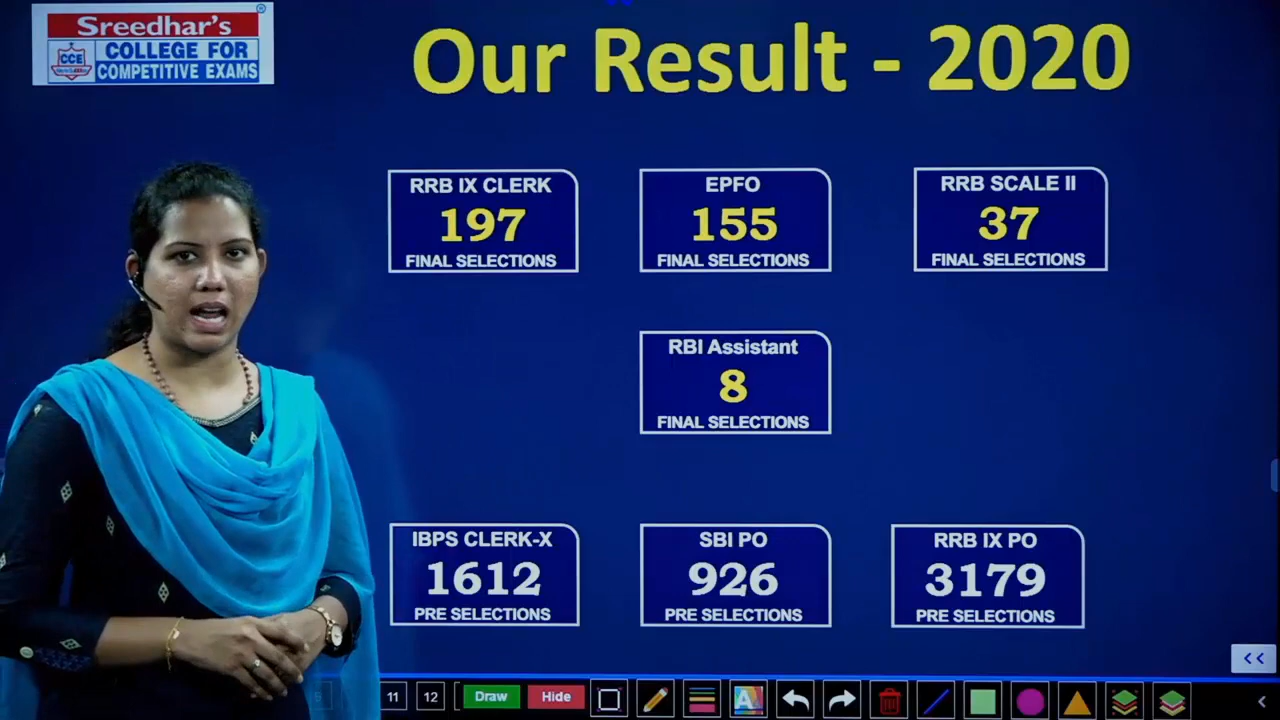 Sreedhar's
CCE
COLLEGE FOR
COMPETITIVE EXAMS
Our Result - 2020
RRB IX CLERK
197
FINAL SELECTIONS
EPFO
155
FINAL SELECTIONS
RRB SCALE II
37
FINAL SELECTIONS
RBI Assistant
8
FINAL SELECTIONS
IBPS CLERK-X
1612
PRE SELECTIONS
SBI PO
926
PRE SELECTIONS
RRB IX PO
3179
PRE SELECTIONS
<<
11 12 Draw Hide A <